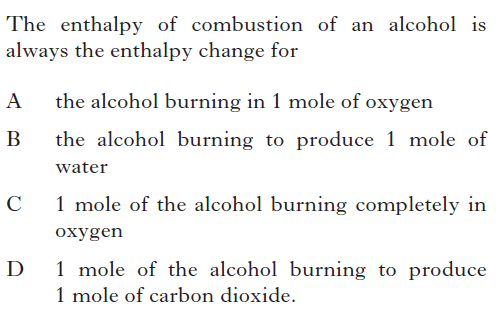 The enthalpy of combustion of an alcohol is
always the enthalpy change for
A the alcohol burning in 1 mole of oxygen
B the alcohol burning to produce 1 mole of
water
C 1 mole of the alcohol burning completely in
oxygen
D 1 mole of the alcohol burning to produce
1 mole of carbon dioxide.